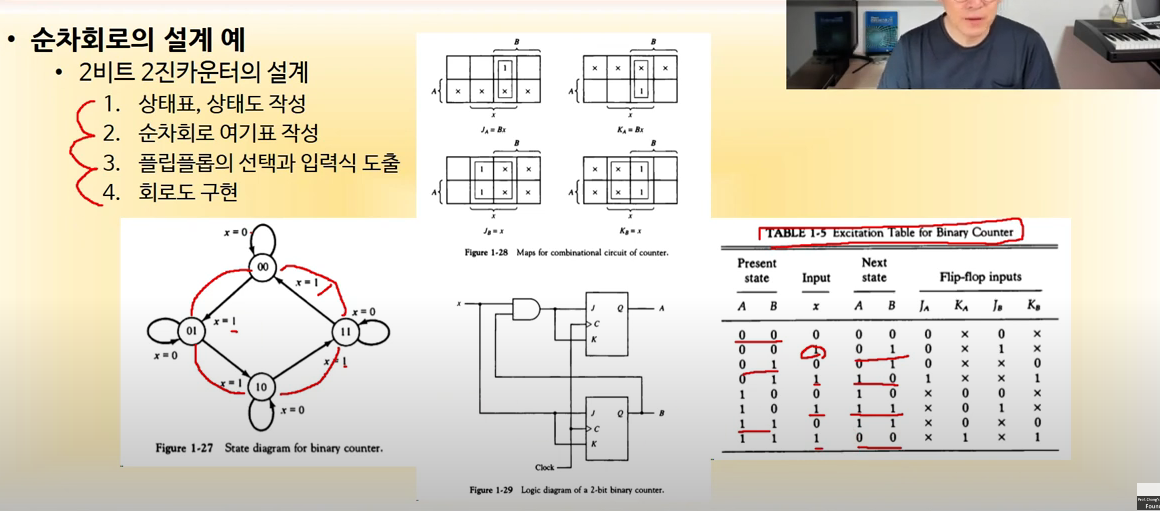 • 순차회로의 설계 예
• 2비트 2진카운터의 설계
1. 상태표, 상태도 작성
2. 순차회로 여기표 작성
3. 플립플롭의 선택과 입력식 도출
4. 회로도 구현
x = 0
00
x = 1
01
x = 1
11
x = 0
x = 0
x = 1
x = 1
10
x = 0
Figure 1-27 State diagram for binary counter.
B
1
A
x x x
x
J_A = Bx
B
x x x x
A
1
x
K_A = Bx
B
1 x x
A
1 x x
x
J_B = x
B
x x 1
A
x x 1
x
K_B = x
Figure 1-28 Maps for combinational circuit of counter.
x
J Q A
C
K
J Q B
C
K
Clock
Figure 1-29 Logic diagram of a 2-bit binary counter.
TABLE 1-5 Excitation Table for Binary Counter
Present state Input Next state Flip-flop inputs
A B x A B J_A K_A J_B K_B
0 0 0 0 0 0 x 0 x
0 0 1 0 1 0 x 1 x
0 1 0 0 1 0 x x 0
0 1 1 1 0 1 x x 1
1 0 0 1 0 x 0 0 x
1 0 1 1 1 x 0 1 x
1 1 0 1 1 x 0 x 0
1 1 1 0 0 x 1 x 1